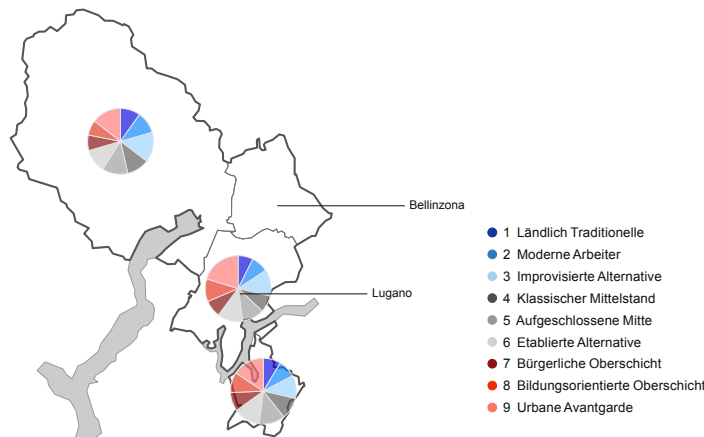 Bellinzona
Lugano
1 Ländlich Traditionelle
2 Moderne Arbeiter
3 Improvisierte Alternative
4 Klassischer Mittelstand
5 Aufgeschlossene Mitte
6 Etablierte Alternative
7 Bürgerliche Oberschicht
8 Bildungsorientierte Oberschicht
9 Urbane Avantgarde